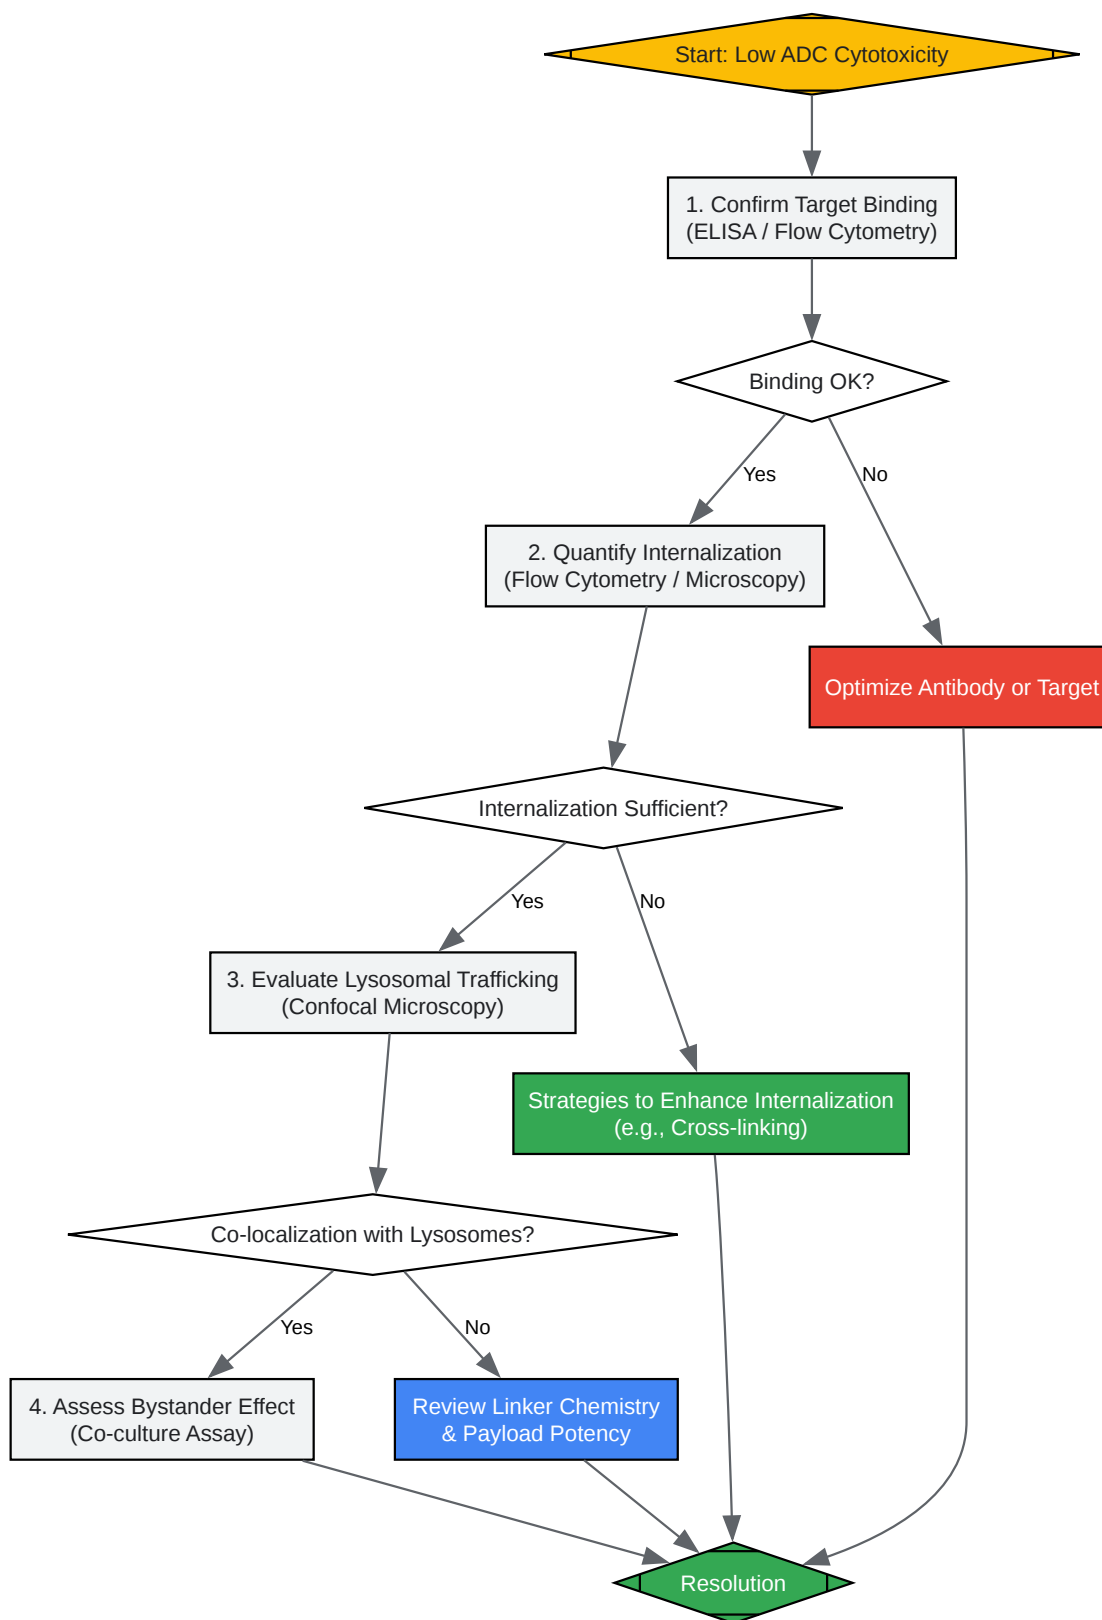 Start: Low ADC Cytotoxicity
1. Confirm Target Binding
(ELISA / Flow Cytometry)
Binding OK?
Yes
No
2. Quantify Internalization
(Flow Cytometry / Microscopy)
Optimize Antibody or Target
Internalization Sufficient?
Yes
No
3. Evaluate Lysosomal Trafficking
(Confocal Microscopy)
Strategies to Enhance Internalization
(e.g., Cross-linking)
Co-localization with Lysosomes?
Yes
No
4. Assess Bystander Effect
(Co-culture Assay)
Review Linker Chemistry
& Payload Potency
Resolution